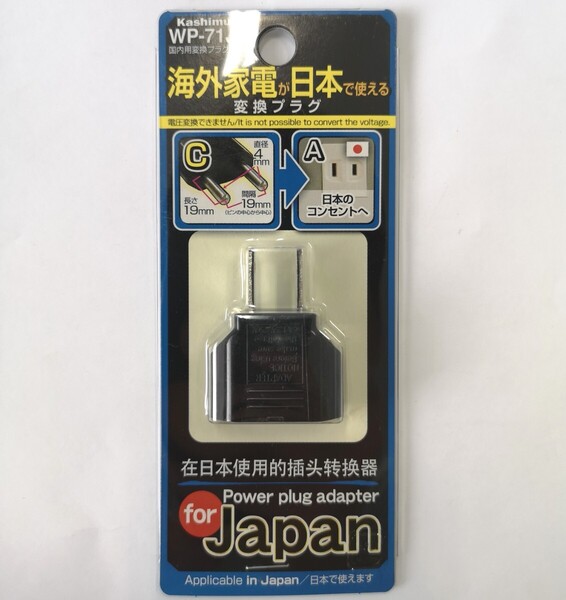 WP-71
国内用変換プラグ
海外家電が日本で使える
変換プラグ
電圧変換できません/It is not possible to convert the voltage.
C
直径
4
mm
長さ
19mm
間隔
19mm
(ピンの中心から中心)
A
日本の
コンセントへ
在日本使用的插头转换器
Power plug adapter
for Japan
Applicable in Japan/日本で使えます